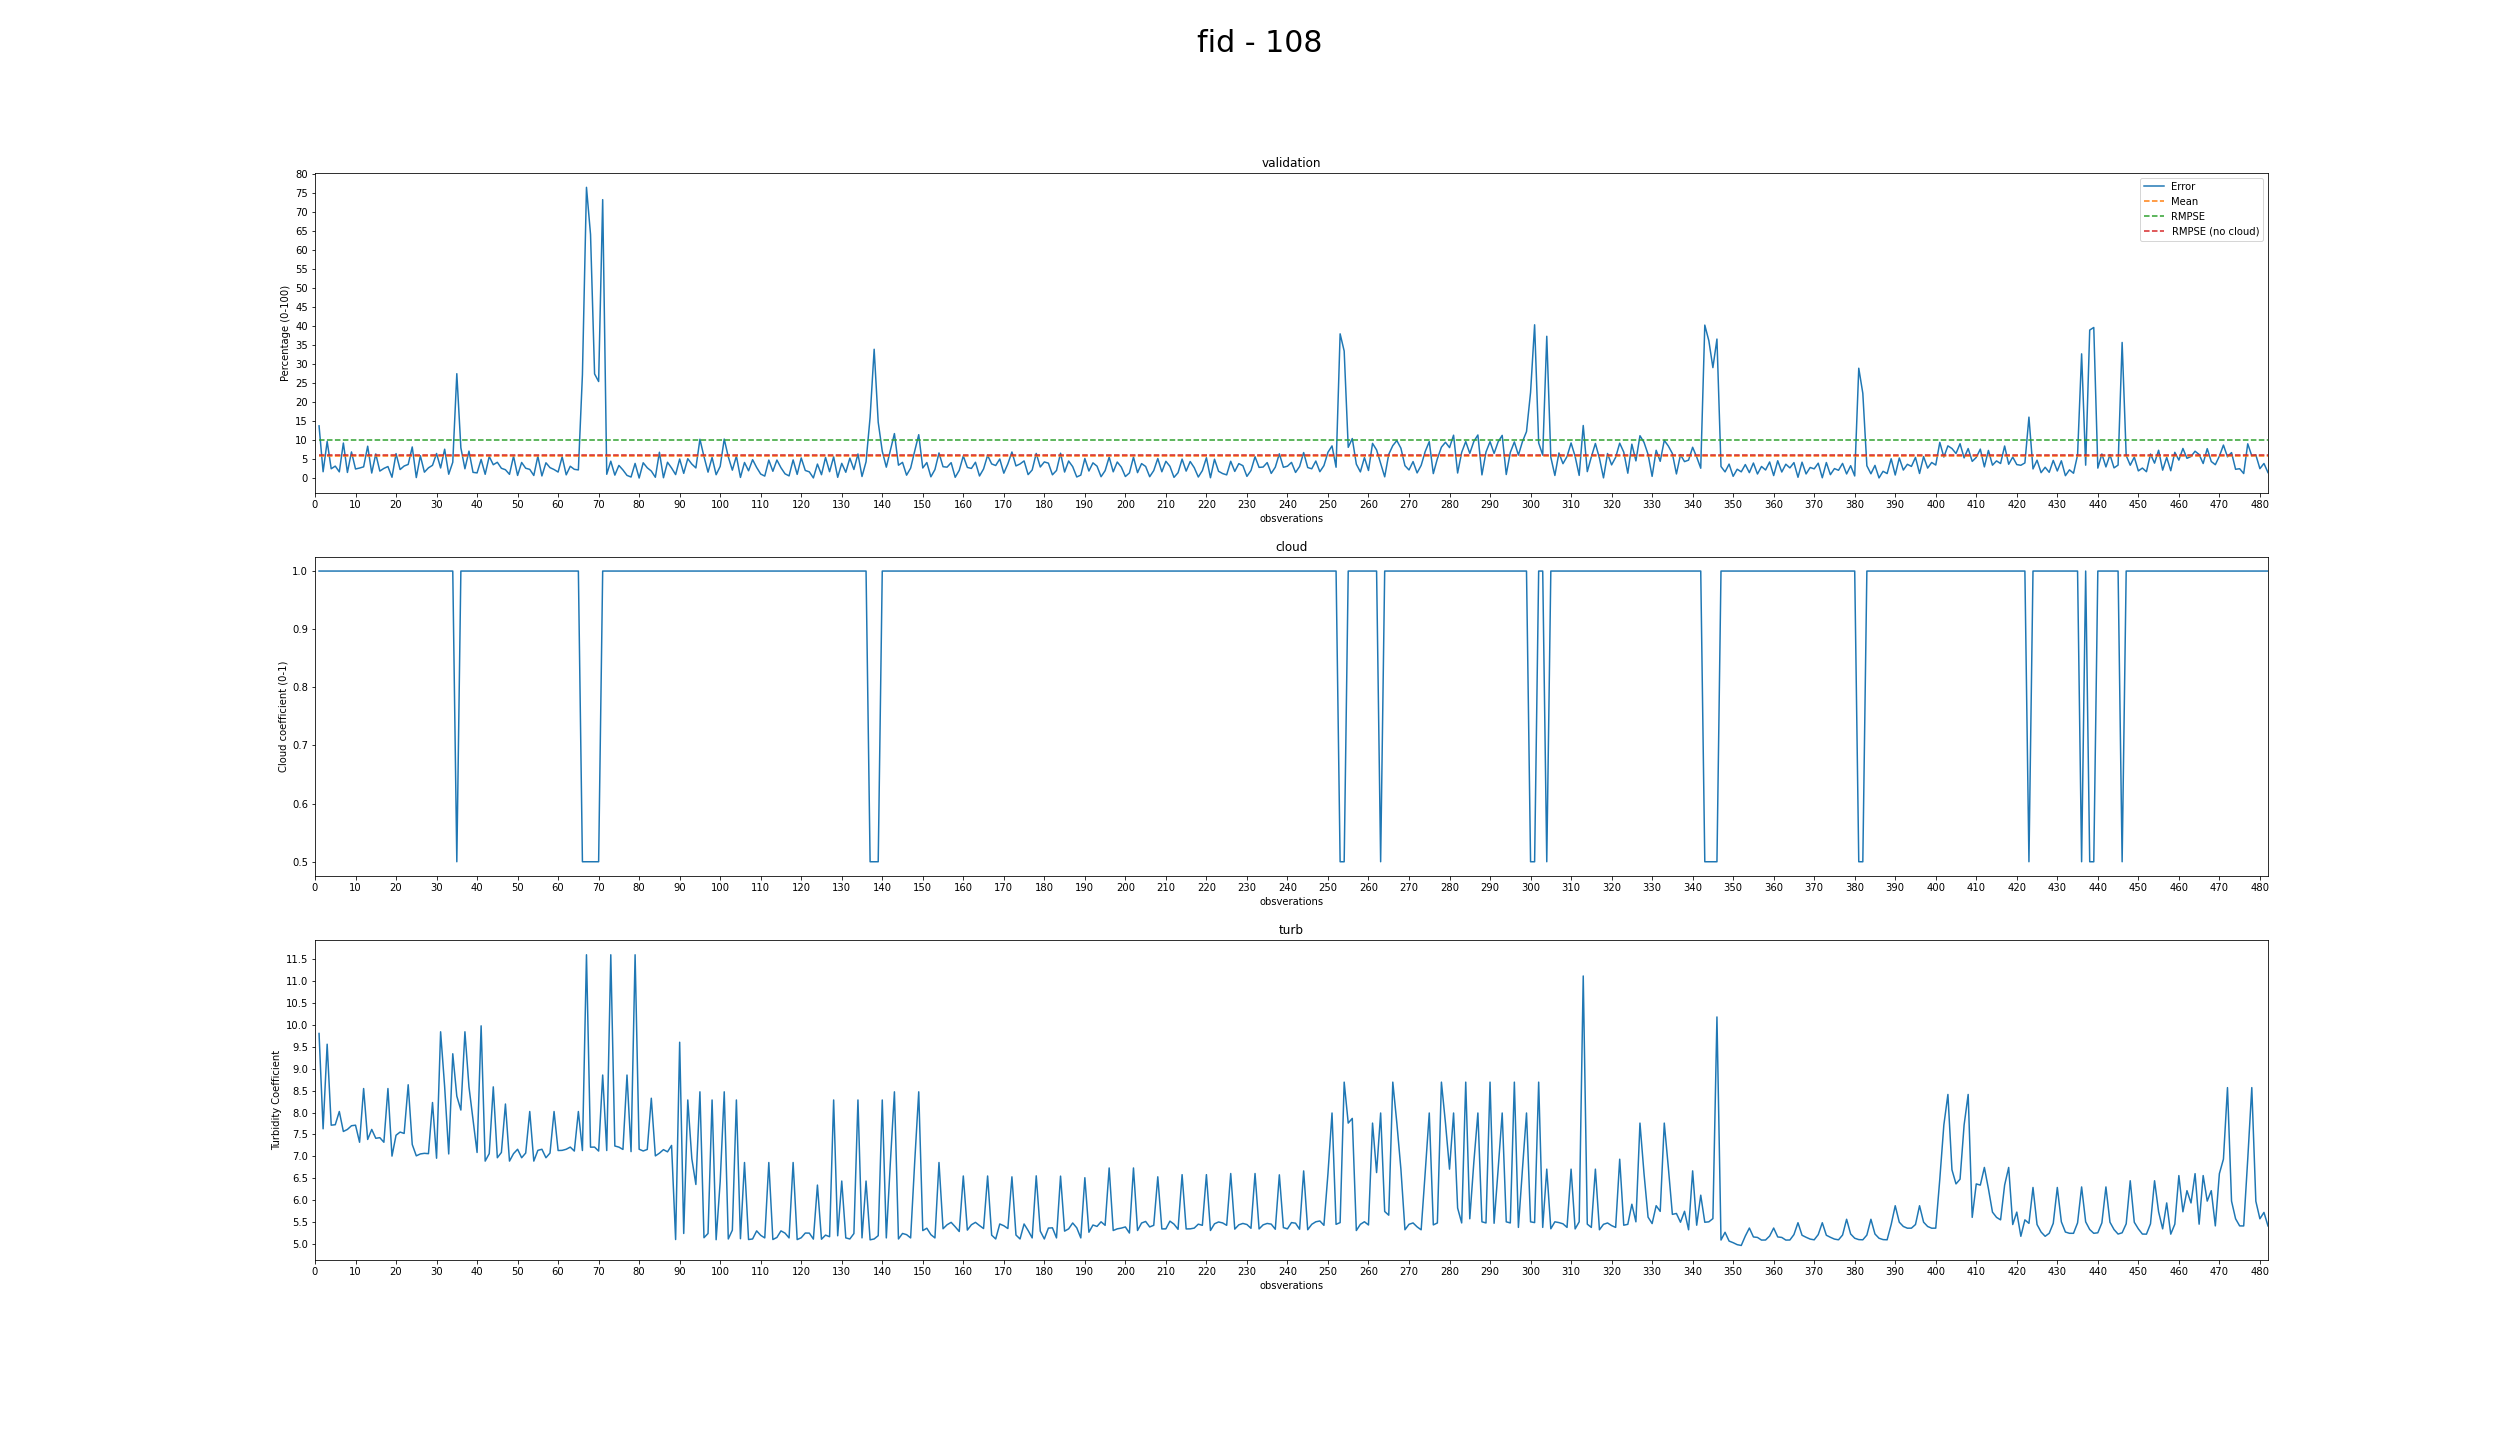 fid - 108
validation
80
75
70
65
60
55
50
45
40
35
30
25
20
15
10
5
0
Percentage (0-100)
Error
Mean
RMPSE
RMPSE (no cloud)
0 10 20 30 40 50 60 70 80 90 100 110 120 130 140 150 160 170 180 190 200 210 220 230 240 250 260 270 280 290 300 310 320 330 340 350 360 370 380 390 400 410 420 430 440 450 460 470 480
obsverations
cloud
1.0
0.9
0.8
0.7
0.6
0.5
Cloud coefficient (0-1)
0 10 20 30 40 50 60 70 80 90 100 110 120 130 140 150 160 170 180 190 200 210 220 230 240 250 260 270 280 290 300 310 320 330 340 350 360 370 380 390 400 410 420 430 440 450 460 470 480
obsverations
turb
11.5
11.0
10.5
10.0
9.5
9.0
8.5
8.0
7.5
7.0
6.5
6.0
5.5
5.0
Turbidity Coefficient
0 10 20 30 40 50 60 70 80 90 100 110 120 130 140 150 160 170 180 190 200 210 220 230 240 250 260 270 280 290 300 310 320 330 340 350 360 370 380 390 400 410 420 430 440 450 460 470 480
obsverations